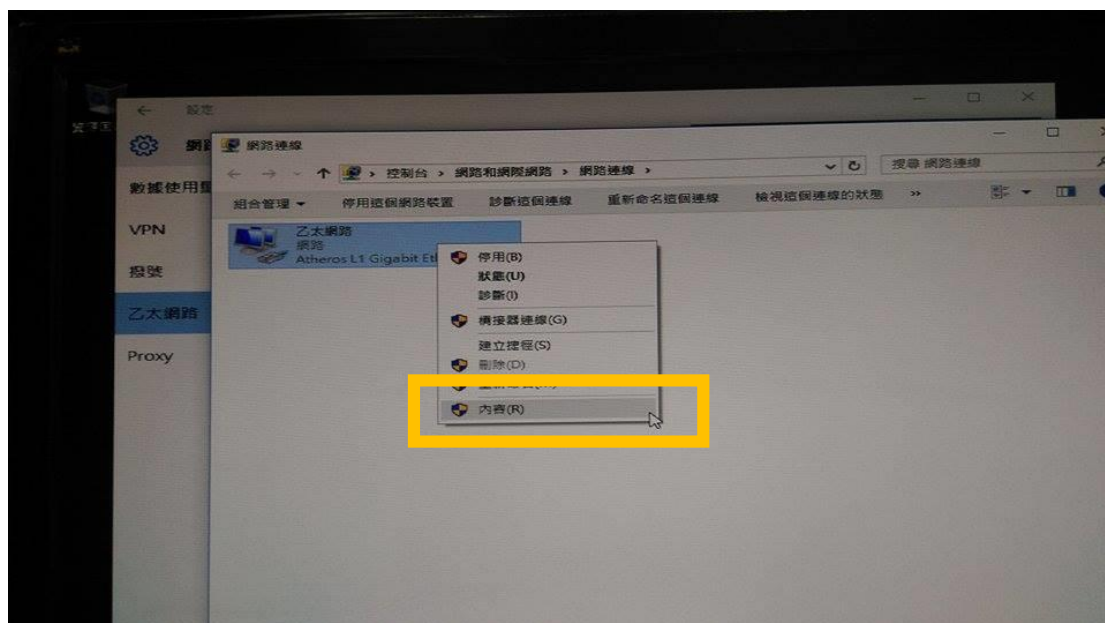 設定
網路連線
控制台 › 網路和網際網路 › 網路連線 ›
搜尋 網路連線
數據使用
組合管理
停用這個網路裝置
診斷這個連線
重新命名這個連線
檢視這個連線的狀態
»
VPN
撥號
乙太網路
Proxy
乙太網路
網路
Atheros L1 Gigabit
停用(B)
狀態(U)
診斷(I)
橋接器連線(G)
建立捷徑(S)
刪除(D)
內容(R)